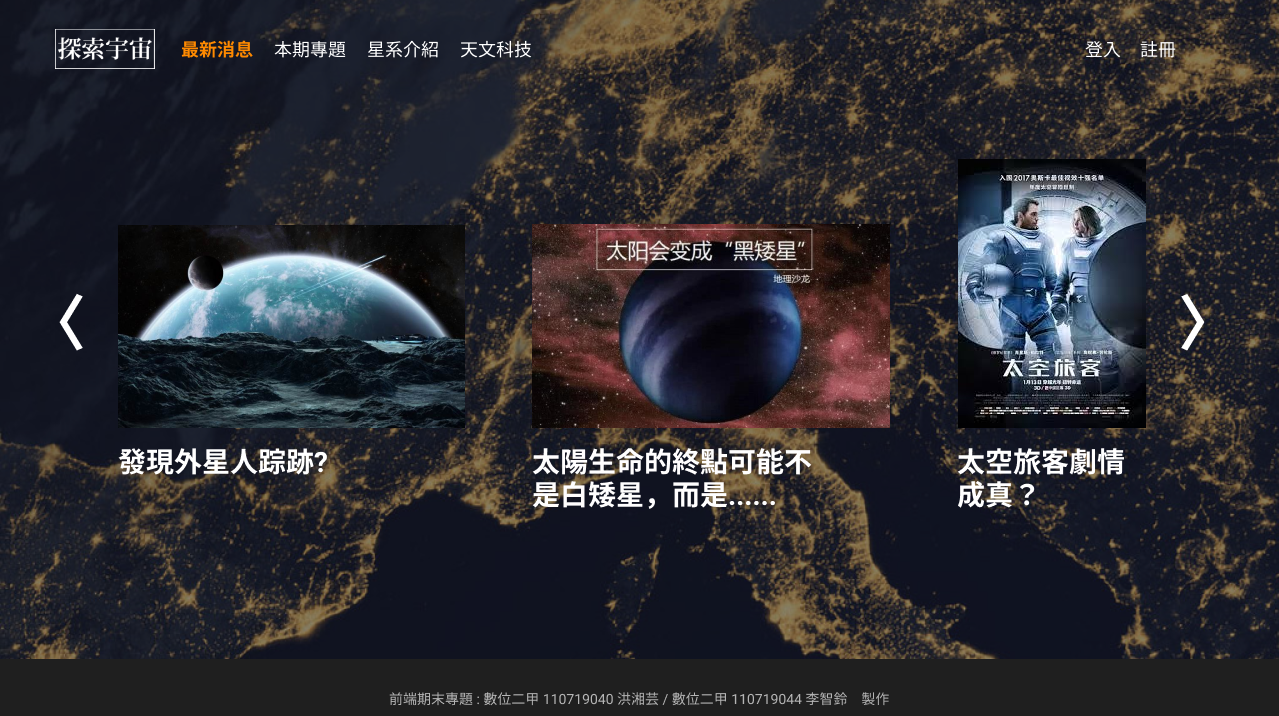 探索宇宙
最新消息 本期專題 星系介紹 天文科技 登入 註冊
太阳会变成“黑矮星”
地理沙龙
入围2017奥斯卡最佳视效十强名单
太空旅客
發現外星人踪跡?
太陽生命的終點可能不
是白矮星，而是......
太空旅客劇情
成真？
前端期末專題 : 數位二甲 110719040 洪湘芸 / 數位二甲 110719044 李智鈴 製作